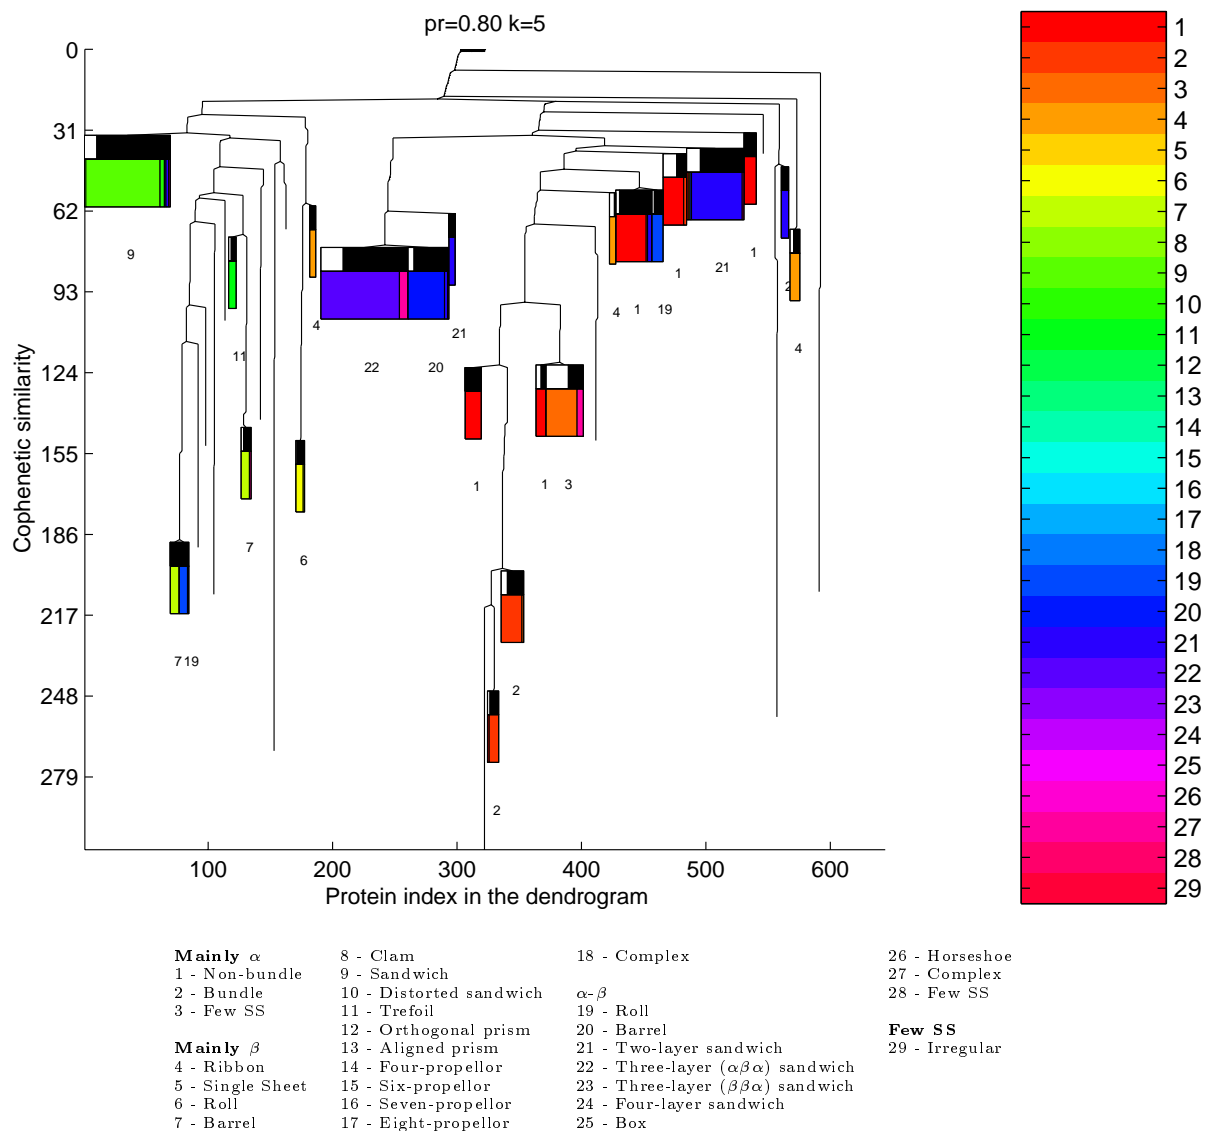 pr=0.80 k=5
0
31
62
93
124
155
186
217
248
279
Cophenetic similarity
100 200 300 400 500 600
Protein index in the dendrogram
9
11
7
7 19
6
4
22
20
21
1
1 3
2
2
4 1 19
1
21
1
2
4
1
2
3
4
5
6
7
8
9
10
11
12
13
14
15
16
17
18
19
20
21
22
23
24
25
26
27
28
29
Mainly α
1 - Non-bundle
2 - Bundle
3 - Few SS
Mainly β
4 - Ribbon
5 - Single Sheet
6 - Roll
7 - Barrel
8 - Clam
9 - Sandwich
10 - Distorted sandwich
11 - Trefoil
12 - Orthogonal prism
13 - Aligned prism
14 - Four-propellor
15 - Six-propellor
16 - Seven-propellor
17 - Eight-propellor
18 - Complex
α-β
19 - Roll
20 - Barrel
21 - Two-layer sandwich
22 - Three-layer (αβα) sandwich
23 - Three-layer (ββα) sandwich
24 - Four-layer sandwich
25 - Box
26 - Horseshoe
27 - Complex
28 - Few SS
Few SS
29 - Irregular